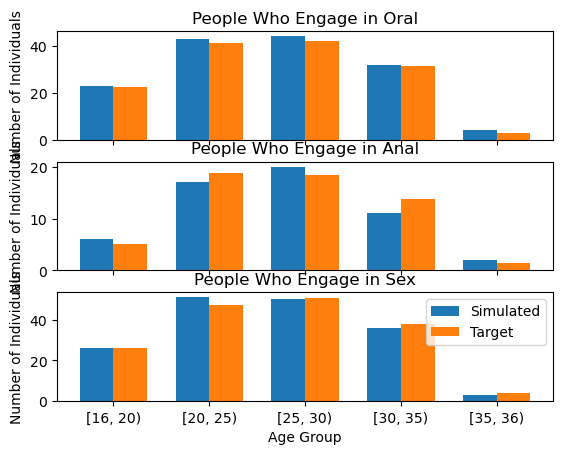 People Who Engage in Oral
Number of Individuals
40
20
0
People Who Engage in Anal
Number of Individuals
20
10
0
People Who Engage in Sex
Number of Individuals
40
20
0
Simulated
Target
[16, 20)
[20, 25)
[25, 30)
[30, 35)
[35, 36)
Age Group